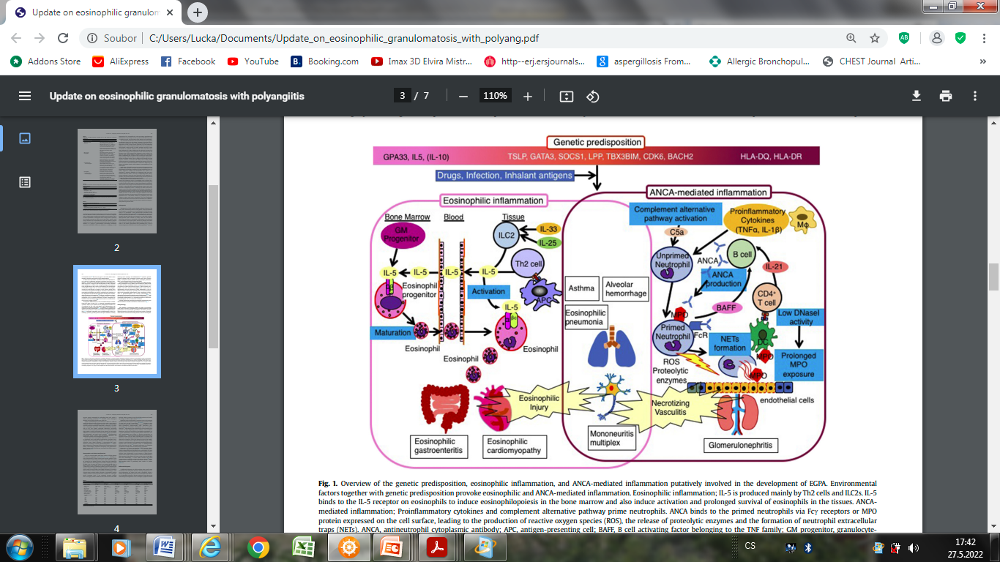 Update on eosinophilic granulom
Soubor
C:/Users/Lucka/Documents/Update_on_eosinophilic_granulomatosis_with_polyang.pdf
AB
Addons Store
AliExpress
Facebook
YouTube
B.
Booking.com
Imax 3D Elvira Mistr...
http--erj.ersjournals...
aspergillosis From...
Allergic Bronchopul...
CHEST Journal Arti...
»
Update on eosinophilic granulomatosis with polyangiitis
3 / 7
110%
2
3
4
Genetic predisposition
GPA33, IL5, (IL-10)
TSLP, GATA3, SOCS1, LPP, TBX3BIM, CDK6, BACH2
HLA-DQ, HLA-DR
Drugs, Infection, Inhalant antigens
Eosinophilic inflammation
ANCA-mediated inflammation
Bone Marrow
Blood
Tissue
GM
Progenitor
ILC2
IL-33
IL-25
Th2 cell
APC
IL-5
IL-5
IL-5
IL-5
Eosinophil
progenitor
Activation
IL-5
Maturation
Eosinophil
Eosinophil
Eosinophil
Asthma
Alveolar
hemorrhage
Eosinophilic
pneumonia
Complement alternative
pathway activation
C5a
Proinflammatory
Cytokines
(TNFα, IL-1β)
Mφ
Unprimed
Neutrophil
ANCA
B cell
ANCA
production
IL-21
CD4+
T cell
BAFF
MPO
Primed
Neutrophil
FcR
NETs
formation
DC
Low DNaseI
activity
Prolonged
MPO
exposure
MPO
MPO
ROS
Proteolytic
enzymes
endothelial cells
Eosinophilic
Injury
Necrotizing
Vasculitis
Eosinophilic
gastroenteritis
Eosinophilic
cardiomyopathy
Mononeuritis
multiplex
Glomerulonephritis
Fig. 1. Overview of the genetic predisposition, eosinophilic inflammation, and ANCA-mediated inflammation putatively involved in the development of EGPA. Environmental
factors together with genetic predisposition provoke eosinophilic and ANCA-mediated inflammation. Eosinophilic inflammation; IL-5 is produced mainly by Th2 cells and ILC2s. IL-5
binds to the IL-5 receptor on eosinophils to induce eosinophilopoiesis in the bone marrow and also induce activation and prolonged survival of eosinophils in the tissues. ANCA-
mediated inflammation; Proinflammatory cytokines and complement alternative pathway prime neutrophils. ANCA binds to the primed neutrophils via Fcγ receptors or MPO
protein expressed on the cell surface, leading to the production of reactive oxygen species (ROS), the release of proteolytic enzymes and the formation of neutrophil extracellular
traps (NETs). ANCA, antineutrophil cytoplasmic antibody; APC, antigen-presenting cell; BAFF, B cell activating factor belonging to the TNF family; GM progenitor, granulocyte-
CS
17:42
27.5.2022